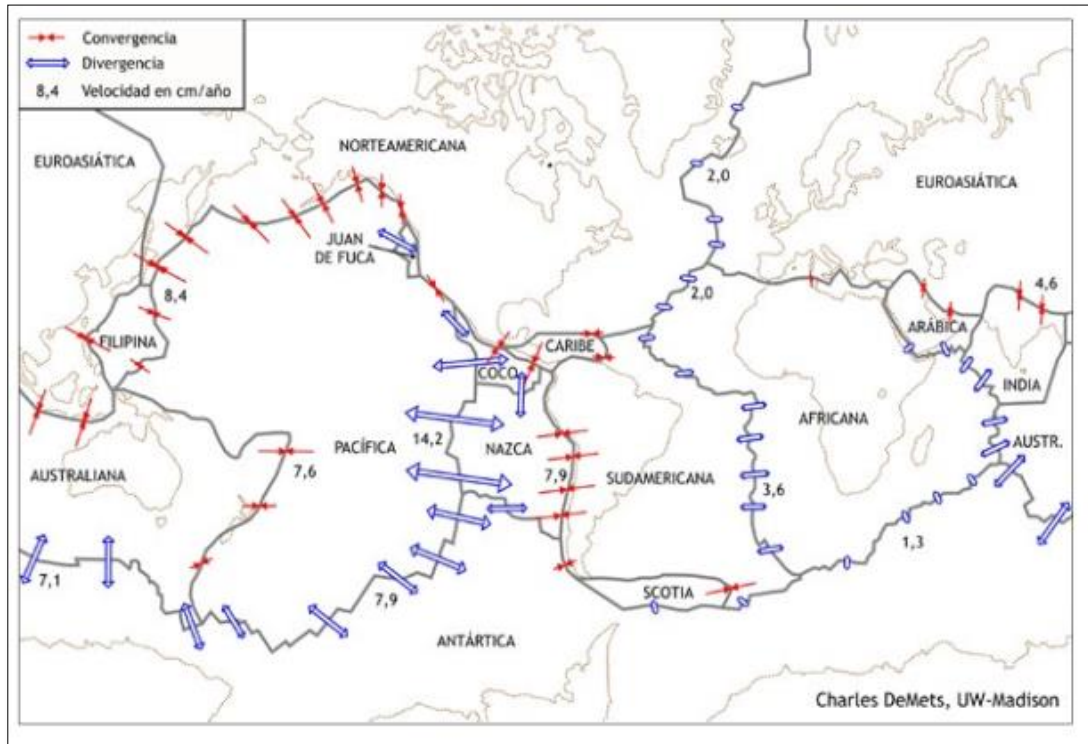 Convergencia
Divergencia
8,4 Velocidad en cm/año
EUROASIÁTICA
NORTEAMERICANA
2,0
EUROASIÁTICA
JUAN
DE FUCA
8,4
2,0
4,6
FILIPINA
CARIBE
ARÁBICA
COCO
INDIA
AFRICANA
PACÍFICA
14,2
NAZCA
AUSTR.
AUSTRALIANA
7,6
7,9
SUDAMERICANA
3,6
1,3
7,1
7,9
SCOTIA
ANTÁRTICA
Charles DeMets, UW-Madison